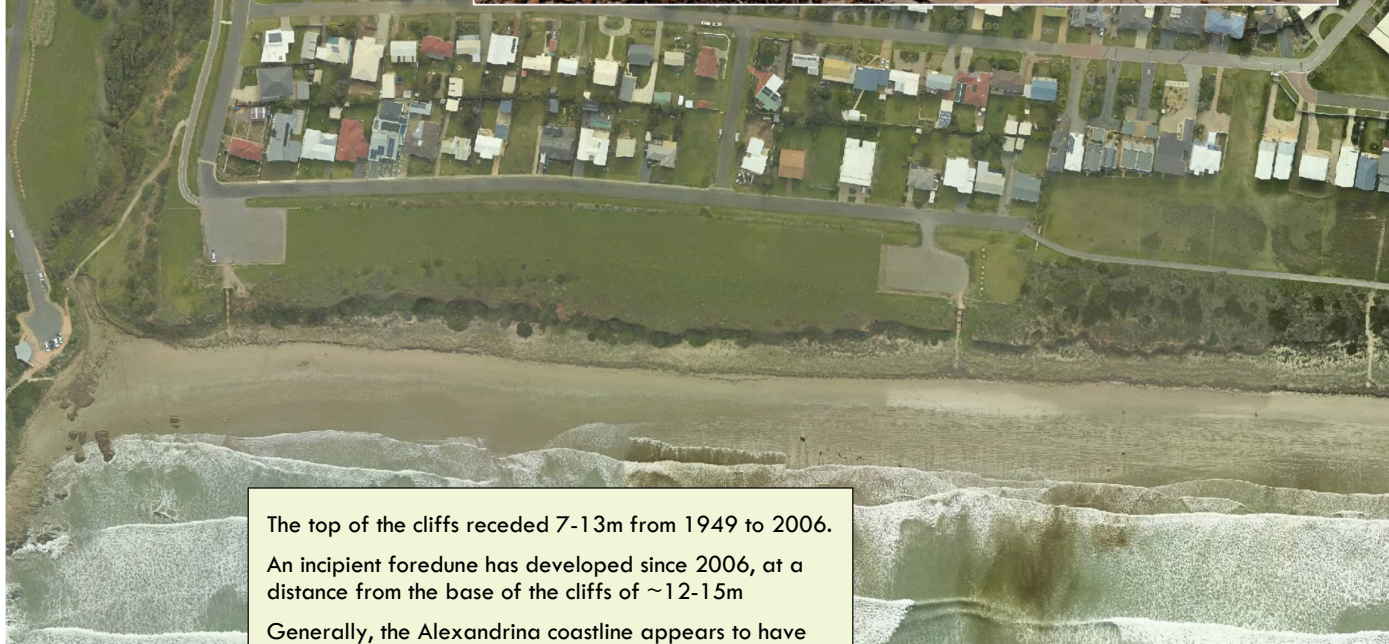 The top of the cliffs receded 7-13m from 1949 to 2006.
An incipient foredune has developed since 2006, at a
distance from the base of the cliffs of ~12-15m
Generally, the Alexandrina coastline appears to have